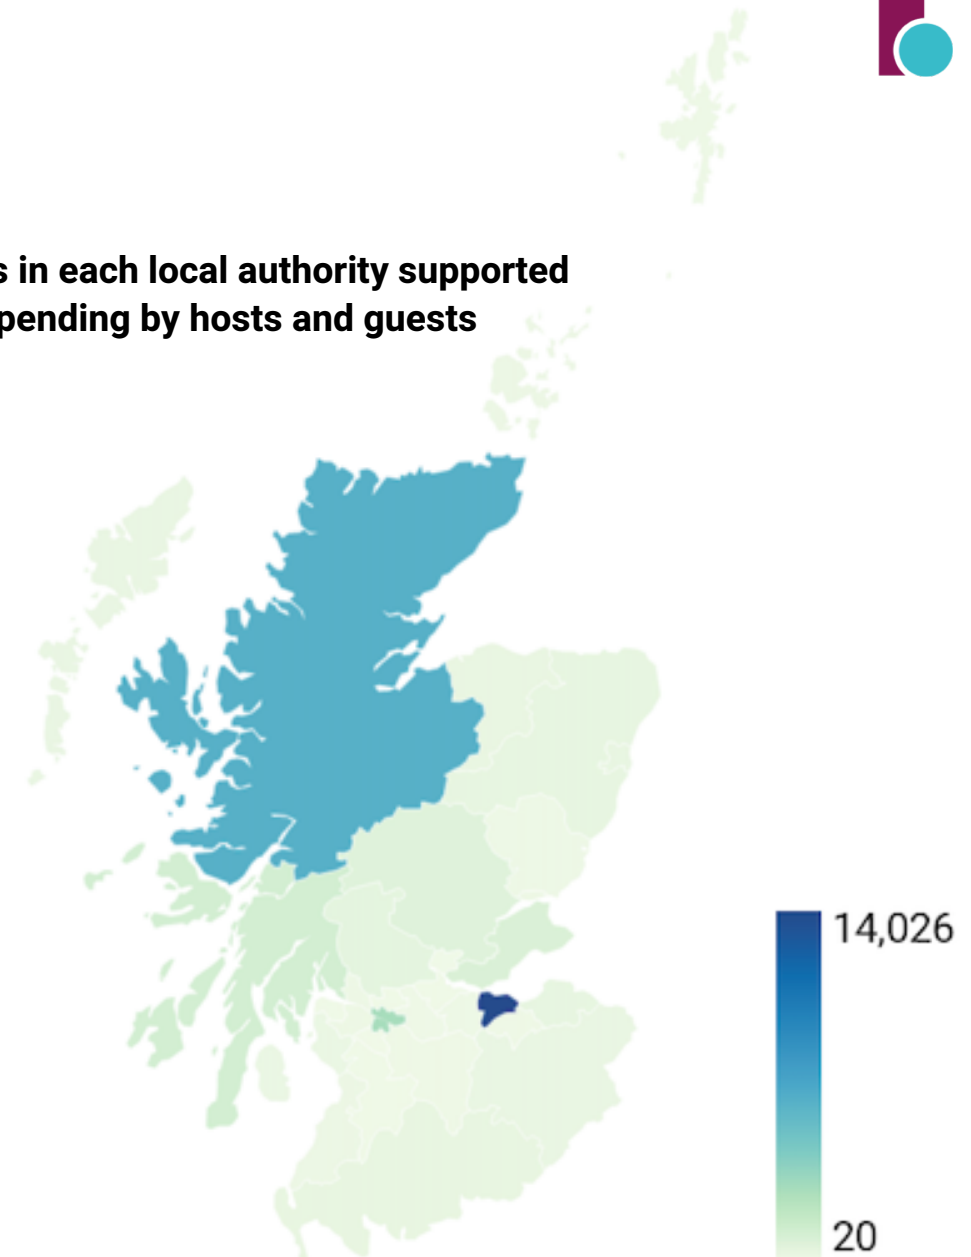 s in each local authority supported
pending by hosts and guests
14,026
20